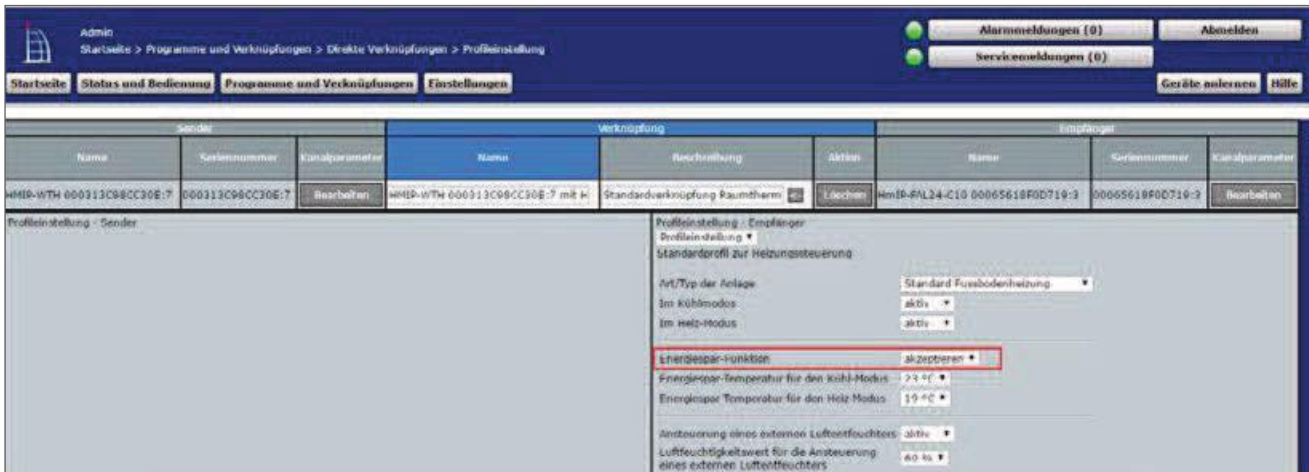 Admin
Startseite > Programme und Verknüpfungen > Direkte Verknüpfungen > Profileinstellung
Alarmmeldungen (0)
Abmelden
Servicemeldungen (0)
Startseite
Status und Bedienung
Programme und Verknüpfungen
Einstellungen
Geräte anlernen
Hilfe
Sender
Verknüpfung
Empfänger
Name
Seriennummer
Kanalparameter
Name
Beschreibung
Aktion
Name
Seriennummer
Kanalparameter
HMIP-WTH 000313C98CC30E:7
000313C98CC30E:7
Bearbeiten
HMIP-WTH 000313C98CC30E:7 mit H
Standardverknüpfung Raumtherm
Löschen
HmIP-FAL24-C10 00065618F0D719:3
00065618F0D719:3
Bearbeiten
Profileinstellung - Sender
Profileinstellung - Empfänger
Profileinstellung
Standardprofil zur Heizungssteuerung
Art/Typ der Anlage
Standard Fussbodenheizung
Im Kühlmodus
aktiv
Im Heiz-Modus
aktiv
Energiespar-Funktion
akzeptieren
Energiespar-Temperatur für den Kühl-Modus
23 °C
Energiespar Temperatur für den Heiz-Modus
19 °C
Ansteuerung eines externen Luftentfeuchters
aktiv
Luftfeuchtigkeitswert für die Ansteuerung
eines externen Luftentfeuchters
60 %